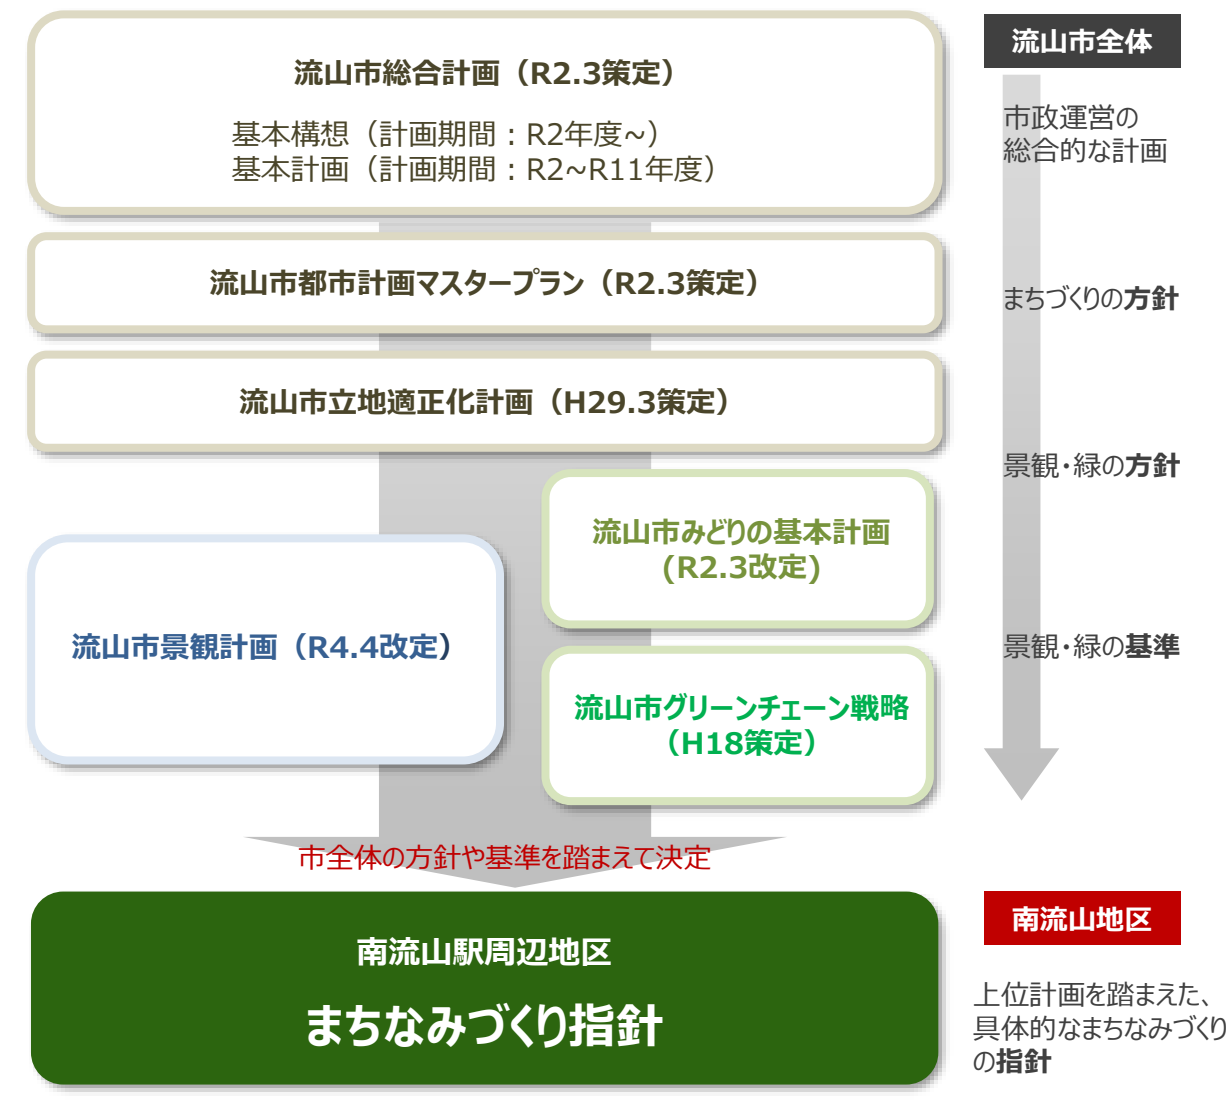 流山市総合計画（R2.3策定）
基本構想（計画期間：R2年度~）
基本計画（計画期間：R2~R11年度）
流山市都市計画マスタープラン（R2.3策定）
流山市立地適正化計画（H29.3策定）
流山市みどりの基本計画
(R2.3改定)
流山市景観計画（R4.4改定）
流山市グリーンチェーン戦略
（H18策定）
市全体の方針や基準を踏まえて決定
南流山駅周辺地区
まちなみづくり指針
流山市全体
市政運営の
総合的な計画
まちづくりの方針
景観・緑の方針
景観・緑の基準
南流山地区
上位計画を踏まえた、
具体的なまちなみづくり
の指針